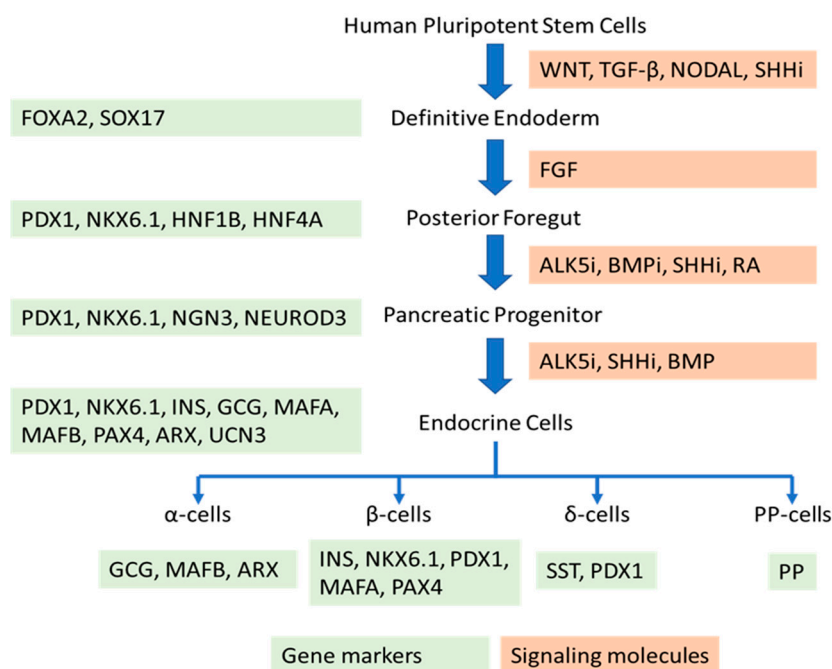 Human Pluripotent Stem Cells
WNT, TGF-β, NODAL, SHHi
FOXA2, SOX17
Definitive Endoderm
FGF
PDX1, NKX6.1, HNF1B, HNF4A
Posterior Foregut
ALK5i, BMPi, SHHi, RA
PDX1, NKX6.1, NGN3, NEUROD3
Pancreatic Progenitor
ALK5i, SHHi, BMP
PDX1, NKX6.1, INS, GCG, MAFA,
MAFB, PAX4, ARX, UCN3
Endocrine Cells
α-cells
β-cells
δ-cells
PP-cells
GCG, MAFB, ARX
INS, NKX6.1, PDX1,
MAFA, PAX4
SST, PDX1
PP
Gene markers
Signaling molecules